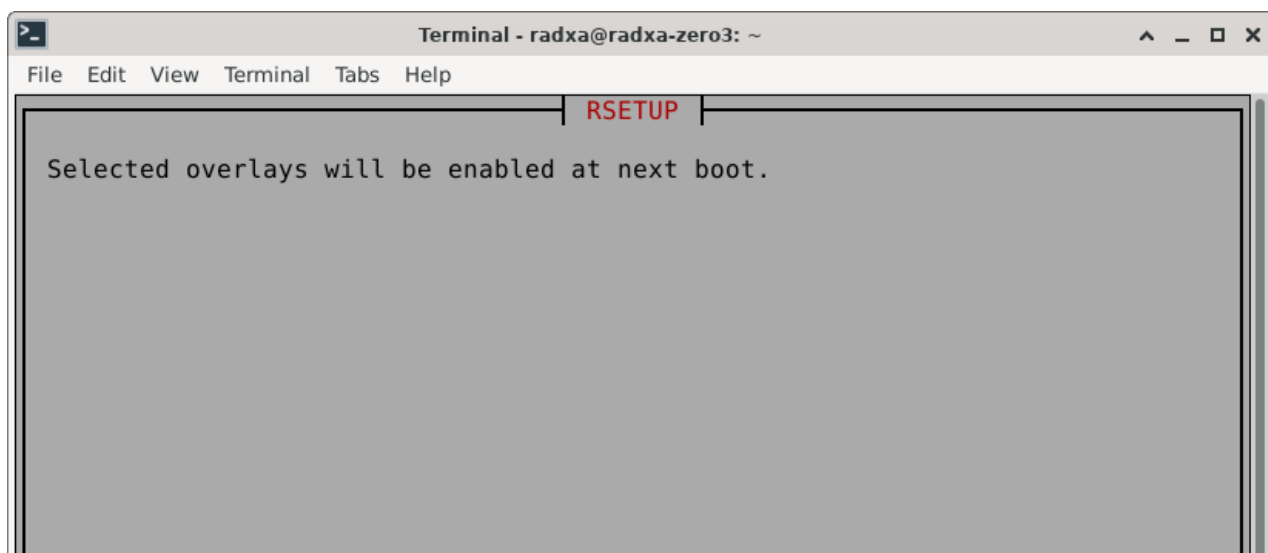 Terminal - radxa@radxa-zero3: ~
File Edit View Terminal Tabs Help
RSETUP
Selected overlays will be enabled at next boot.